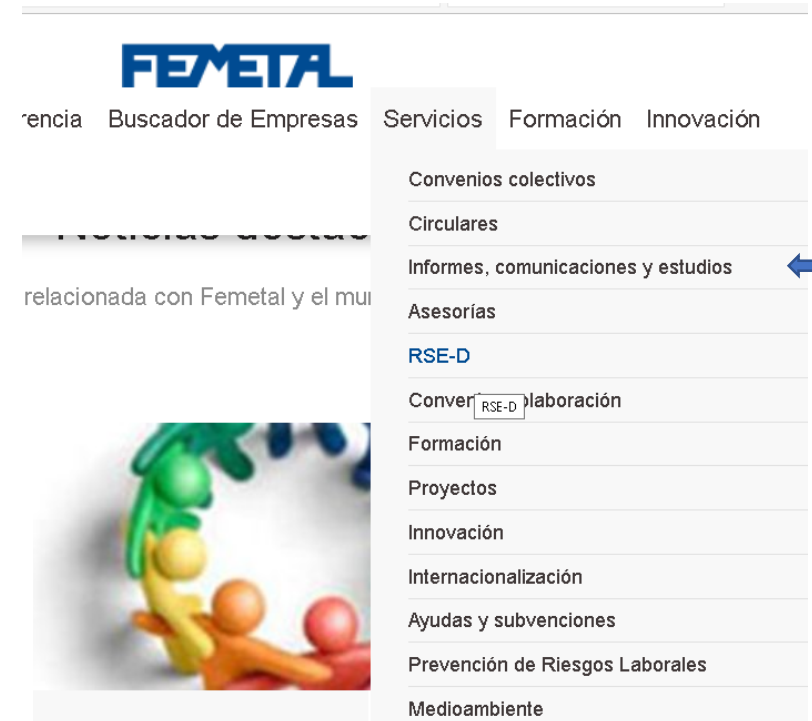 FEMETAL
rencia Buscador de Empresas Servicios Formación Innovación
Convenios colectivos
Circulares
Informes, comunicaciones y estudios
relacionada con Femetal y el mu
Asesorías
RSE-D
RSE-D
Formación
Proyectos
Innovación
Internacionalización
Ayudas y subvenciones
Prevención de Riesgos Laborales
Medioambiente